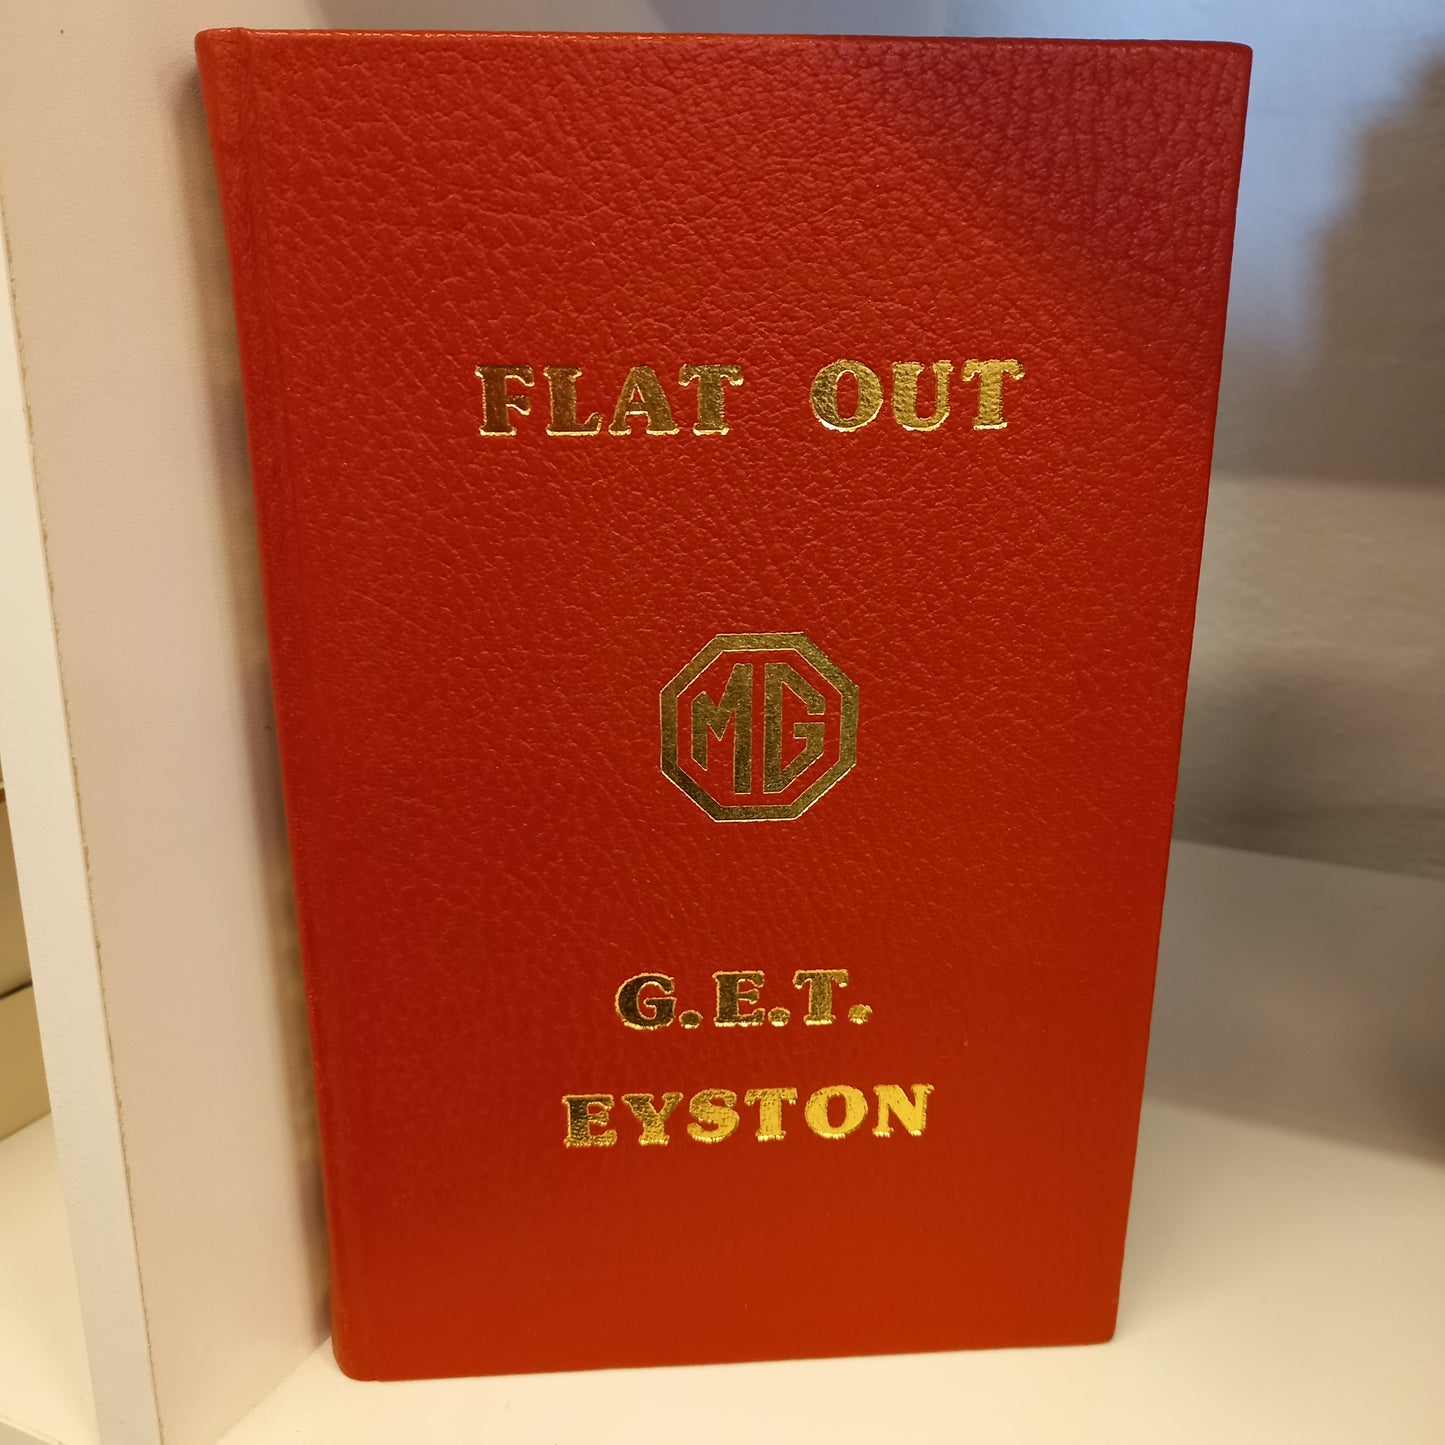 FLAT OUT
MG
G.E.T.
EYSTON